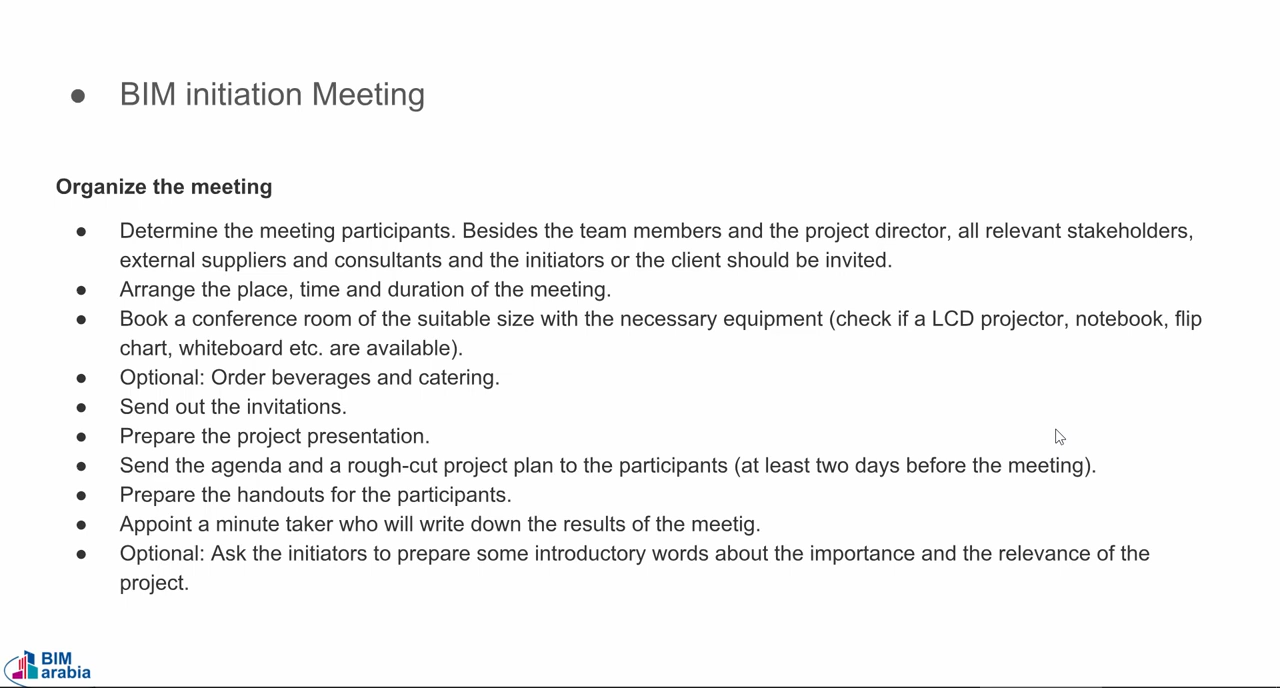 ● BIM initiation Meeting
Organize the meeting
● Determine the meeting participants. Besides the team members and the project director, all relevant stakeholders,
external suppliers and consultants and the initiators or the client should be invited.
● Arrange the place, time and duration of the meeting.
● Book a conference room of the suitable size with the necessary equipment (check if a LCD projector, notebook, flip
chart, whiteboard etc. are available).
● Optional: Order beverages and catering.
● Send out the invitations.
● Prepare the project presentation.
● Send the agenda and a rough-cut project plan to the participants (at least two days before the meeting).
● Prepare the handouts for the participants.
● Appoint a minute taker who will write down the results of the meetig.
● Optional: Ask the initiators to prepare some introductory words about the importance and the relevance of the
project.
BIM
arabia